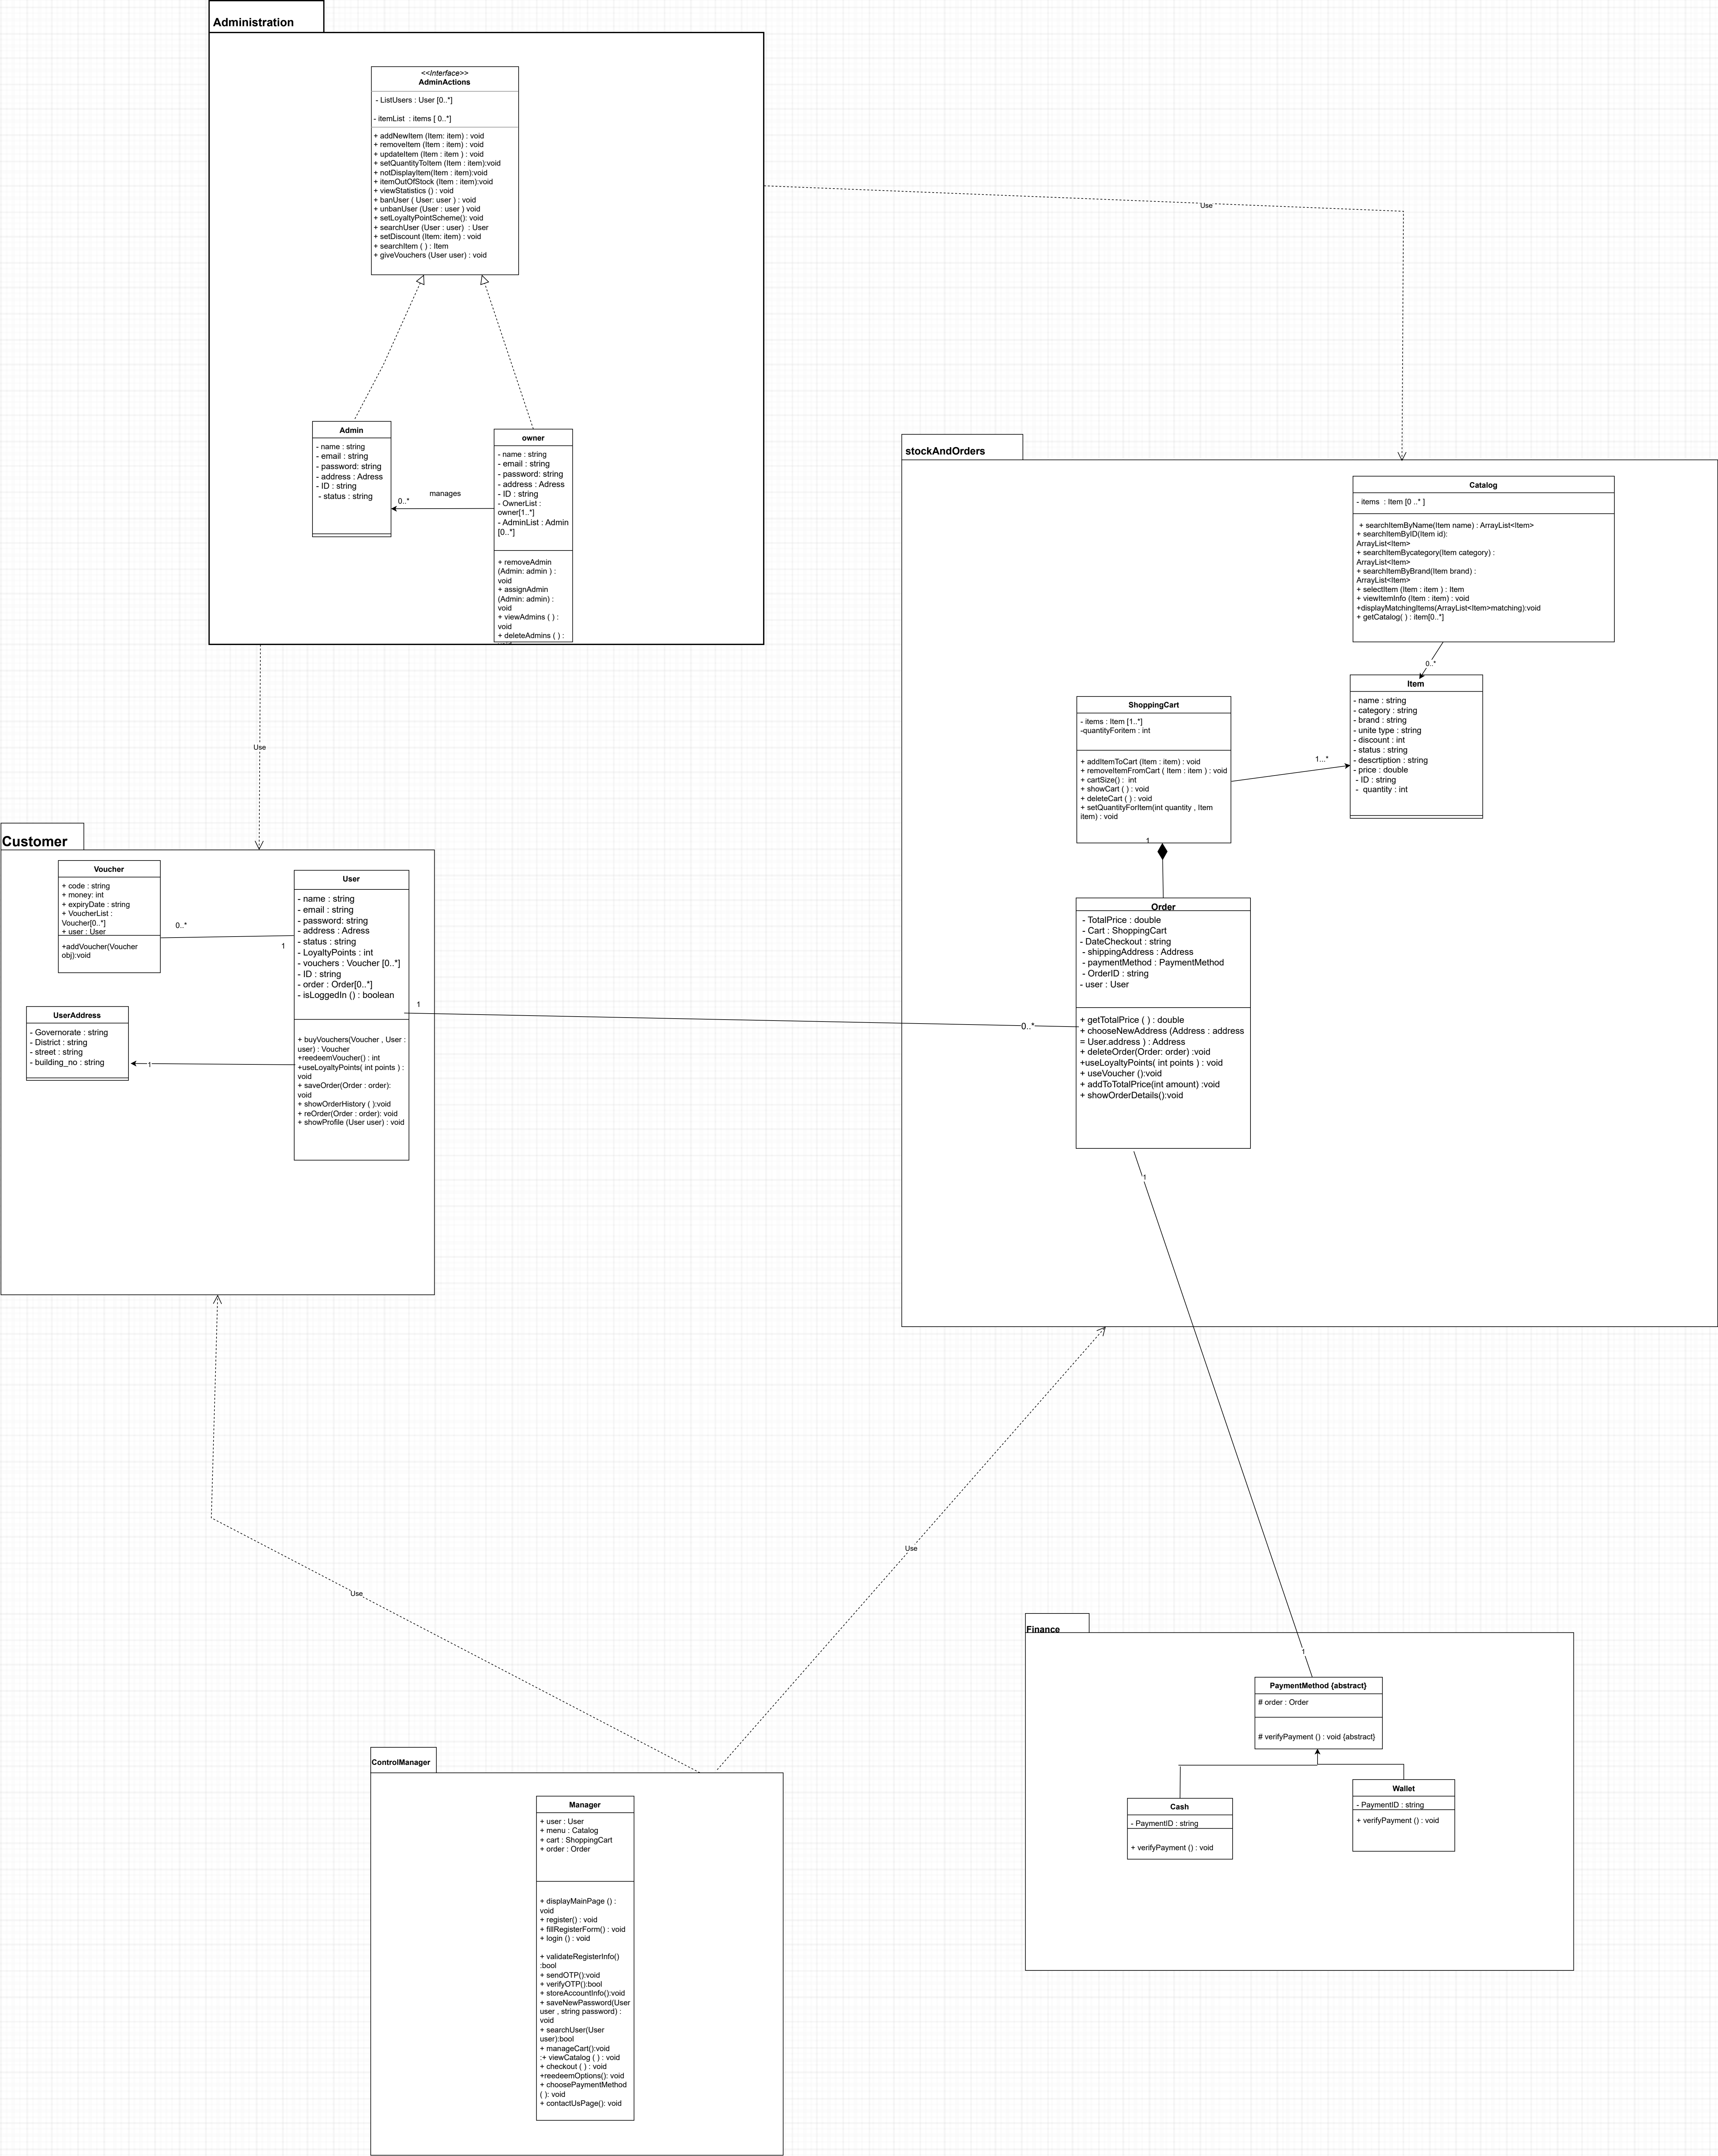 Administration
<<Interface>>
AdminActions
- ListUsers : User [0..*]
- itemList  : items [ 0..*]
+ addNewItem (Item: item) : void
+ removeItem (Item : item) : void
+ updateItem (Item : item ) : void
+ setQuantityToItem (Item : item):void
+ notDisplayItem(Item : item):void
+ itemOutOfStock (Item : item):void
+ viewStatistics () : void
+ banUser ( User: user ) : void
+ unbanUser (User : user ) void
+ setLoyaltyPointScheme(): void
+ searchUser (User : user)  : User
+ setDiscount (Item: item) : void
+ searchItem ( ) : Item
+ giveVouchers (User user) : void
Use
Admin
- name : string
- email : string
- password: string
- address : Adress
- ID : string
- status : string
manages
0..*
owner
- name : string
- email : string
- password: string
- address : Adress
- ID : string
- OwnerList :
owner[1..*]
- AdminList : Admin
[0..*]
+ removeAdmin
(Admin: admin ) :
void
+ assignAdmin
(Admin: admin) :
void
+ viewAdmins ( ) :
void
+ deleteAdmins ( ) :
Use
stockAndOrders
Catalog
- items  : Item [0 ..* ]
+ searchItemByName(Item name) : ArrayList<Item>
+ searchItemByID(Item id):
ArrayList<Item>
+ searchItemBycategory(Item category) :
ArrayList<Item>
+ searchItemByBrand(Item brand) :
ArrayList<Item>
+ selectItem (Item : item ) : Item
+ viewItemInfo (Item : item) : void
+displayMatchingItems(ArrayList<Item>matching):void
+ getCatalog( ) : item[0..*]
0..*
Item
- name : string
- category : string
- brand : string
- unite type : string
- discount : int
- status : string
- descrtiption : string
- price : double
- ID : string
-  quantity : int
ShoppingCart
- items : Item [1..*]
-quantityForitem : int
+ addItemToCart (Item : item) : void
+ removeItemFromCart ( Item : item ) : void
+ cartSize() :  int
+ showCart ( ) : void
+ deleteCart ( ) : void
+ setQuantityForItem(int quantity , Item
item) : void
1...*
1
Order
- TotalPrice : double
- Cart : ShoppingCart
- DateCheckout : string
- shippingAddress : Address
- paymentMethod : PaymentMethod
- OrderID : string
- user : User
+ getTotalPrice ( ) : double
+ chooseNewAddress (Address : address
= User.address ) : Address
+ deleteOrder(Order: order) :void
+useLoyaltyPoints( int points ) : void
+ useVoucher ():void
+ addToTotalPrice(int amount) :void
+ showOrderDetails():void
1
Customer
Voucher
+ code : string
+ money: int
+ expiryDate : string
+ VoucherList :
Voucher[0..*]
+ user : User
+addVoucher(Voucher
obj):void
0..*
1
User
- name : string
- email : string
- password: string
- address : Adress
- status : string
- LoyaltyPoints : int
- vouchers : Voucher [0..*]
- ID : string
- order : Order[0..*]
- isLoggedIn () : boolean
+ buyVouchers(Voucher , User :
user) : Voucher
+reedeemVoucher() : int
+useLoyaltyPoints( int points ) :
void
+ saveOrder(Order : order):
void
+ showOrderHistory ( ):void
+ reOrder(Order : order): void
+ showProfile (User user) : void
1
0..*
UserAddress
- Governorate : string
- District : string
- street : string
- building_no : string
1
Use
Use
Finance
1
PaymentMethod {abstract}
# order : Order
# verifyPayment () : void {abstract}
Cash
- PaymentID : string
+ verifyPayment () : void
Wallet
- PaymentID : string
+ verifyPayment () : void
ControlManager
Manager
+ user : User
+ menu : Catalog
+ cart : ShoppingCart
+ order : Order
+ displayMainPage () :
void
+ register() : void
+ fillRegisterForm() : void
+ login () : void
+ validateRegisterInfo()
:bool
+ sendOTP():void
+ verifyOTP():bool
+ storeAccountInfo():void
+ saveNewPassword(User
user , string password) :
void
+ searchUser(User
user):bool
+ manageCart():void
:+ viewCatalog ( ) : void
+ checkout ( ) : void
+reedeemOptions(): void
+ choosePaymentMethod
( ): void
+ contactUsPage(): void